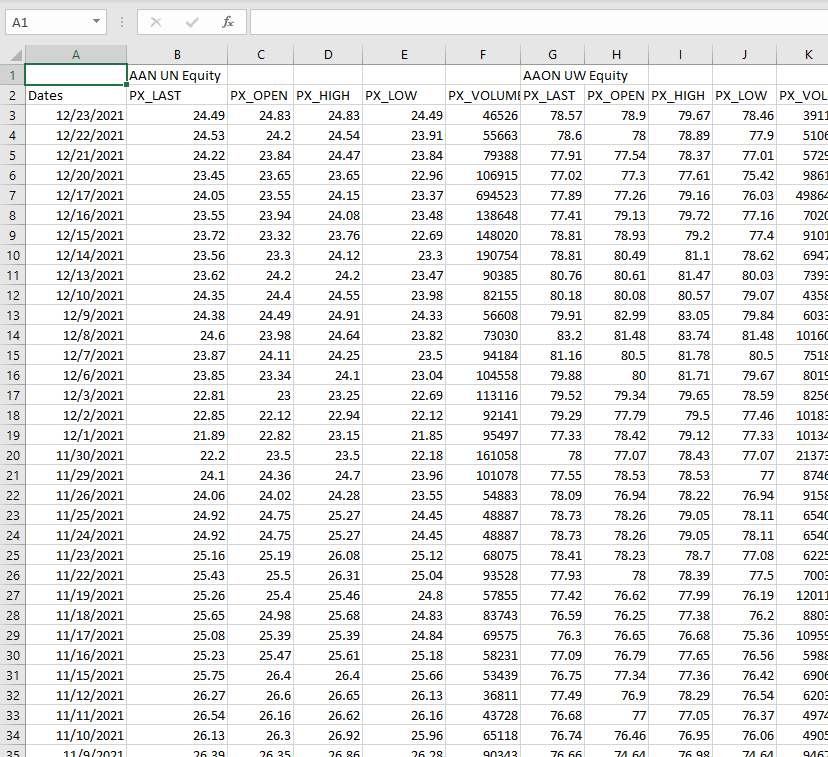 A1 fx
A B C D E F G H I J K
1 AAN UN Equity AAON UW Equity
2 Dates PX_LAST PX_OPEN PX_HIGH PX_LOW PX_VOLUME PX_LAST PX_OPEN PX_HIGH PX_LOW PX_VOL
3 12/23/2021 24.49 24.83 24.83 24.49 46526 78.57 78.9 79.67 78.46 3911
4 12/22/2021 24.53 24.2 24.54 23.91 55663 78.6 78 78.89 77.9 5106
5 12/21/2021 24.22 23.84 24.47 23.84 79388 77.91 77.54 78.37 77.01 5729
6 12/20/2021 23.45 23.65 23.65 22.96 106915 77.02 77.3 77.61 75.42 9861
7 12/17/2021 24.05 23.55 24.15 23.37 694523 77.89 77.26 79.16 76.03 49864
8 12/16/2021 23.55 23.94 24.08 23.48 138648 77.41 79.13 79.72 77.16 7020
9 12/15/2021 23.72 23.32 23.76 22.69 148020 78.81 78.93 79.2 77.4 9101
10 12/14/2021 23.56 23.3 24.12 23.3 190754 78.81 80.49 81.1 78.62 6947
11 12/13/2021 23.62 24.2 24.2 23.47 90385 80.76 80.61 81.47 80.03 7393
12 12/10/2021 24.35 24.4 24.55 23.98 82155 80.18 80.08 80.57 79.07 4358
13 12/9/2021 24.38 24.49 24.91 24.33 56608 79.91 82.99 83.05 79.84 6033
14 12/8/2021 24.6 23.98 24.64 23.82 73030 83.2 81.48 83.74 81.48 10160
15 12/7/2021 23.87 24.11 24.25 23.5 94184 81.16 80.5 81.78 80.5 7518
16 12/6/2021 23.85 23.34 24.1 23.04 104558 79.88 80 81.71 79.67 8019
17 12/3/2021 22.81 23 23.25 22.69 113116 79.52 79.34 79.65 78.59 8256
18 12/2/2021 22.85 22.12 22.94 22.12 92141 79.29 77.79 79.5 77.46 10183
19 12/1/2021 21.89 22.82 23.15 21.85 95497 77.33 78.42 79.12 77.33 10134
20 11/30/2021 22.2 23.5 23.5 22.18 161058 78 77.07 78.43 77.07 21373
21 11/29/2021 24.1 24.36 24.7 23.96 101078 77.55 78.53 78.53 77 8746
22 11/26/2021 24.06 24.02 24.28 23.55 54883 78.09 76.94 78.22 76.94 9158
23 11/25/2021 24.92 24.75 25.27 24.45 48887 78.73 78.26 79.05 78.11 6540
24 11/24/2021 24.92 24.75 25.27 24.45 48887 78.73 78.26 79.05 78.11 6540
25 11/23/2021 25.16 25.19 26.08 25.12 68075 78.41 78.23 78.7 77.08 6225
26 11/22/2021 25.43 25.5 26.31 25.04 93528 77.93 78 78.39 77.5 7003
27 11/19/2021 25.26 25.4 25.46 24.8 57855 77.42 76.62 77.99 76.19 12011
28 11/18/2021 25.65 24.98 25.68 24.83 83743 76.59 76.25 77.38 76.2 8803
29 11/17/2021 25.08 25.39 25.39 24.84 69575 76.3 76.65 76.68 75.36 10959
30 11/16/2021 25.23 25.47 25.61 25.18 58231 77.09 76.79 77.65 76.56 5988
31 11/15/2021 25.75 26.4 26.4 25.66 53439 76.75 77.34 77.36 76.42 6906
32 11/12/2021 26.27 26.6 26.65 26.13 36811 77.49 76.9 78.29 76.54 6203
33 11/11/2021 26.54 26.16 26.62 26.16 43728 76.68 77 77.05 76.37 4974
34 11/10/2021 26.13 26.3 26.92 25.96 65118 76.74 76.46 76.95 76.06 4905
35 11/9/2021 26.39 26.35 26.86 26.28 90343 76.66 74.64 76.98 74.64 9467